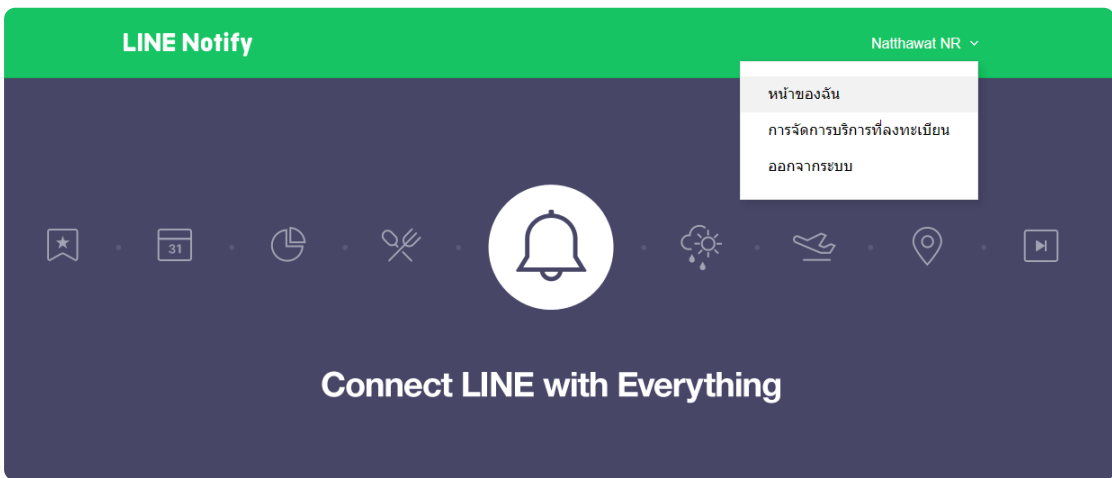 LINE Notify
Natthawat NR
หน้าของฉัน
การจัดการบริการที่ลงทะเบียน
ออกจากระบบ
31
Connect LINE with Everything